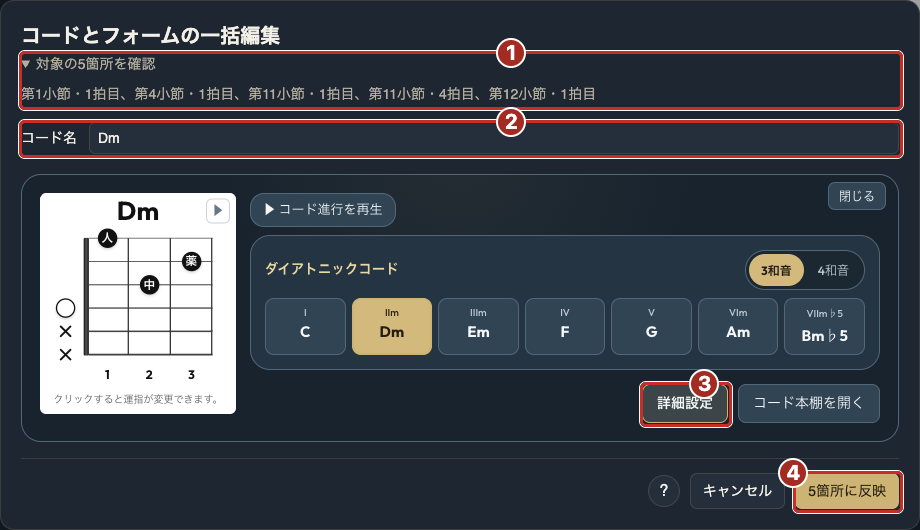 コードとフォームの一括編集
1
▼ 対象の5箇所を確認
第1小節・1拍目、第4小節・1拍目、第11小節・1拍目、第11小節・4拍目、第12小節・1拍目
2
コード名 Dm
閉じる
Dm
▶ コード進行を再生
人
薬
中
○
×
×
1 2 3
クリックすると運指が変更できます。
ダイアトニックコード
3和音 4和音
I IIm IIIm IV V VIm VIIm♭5
C Dm Em F G Am Bm♭5
3
詳細設定 コード本棚を開く
4
? キャンセル 5箇所に反映